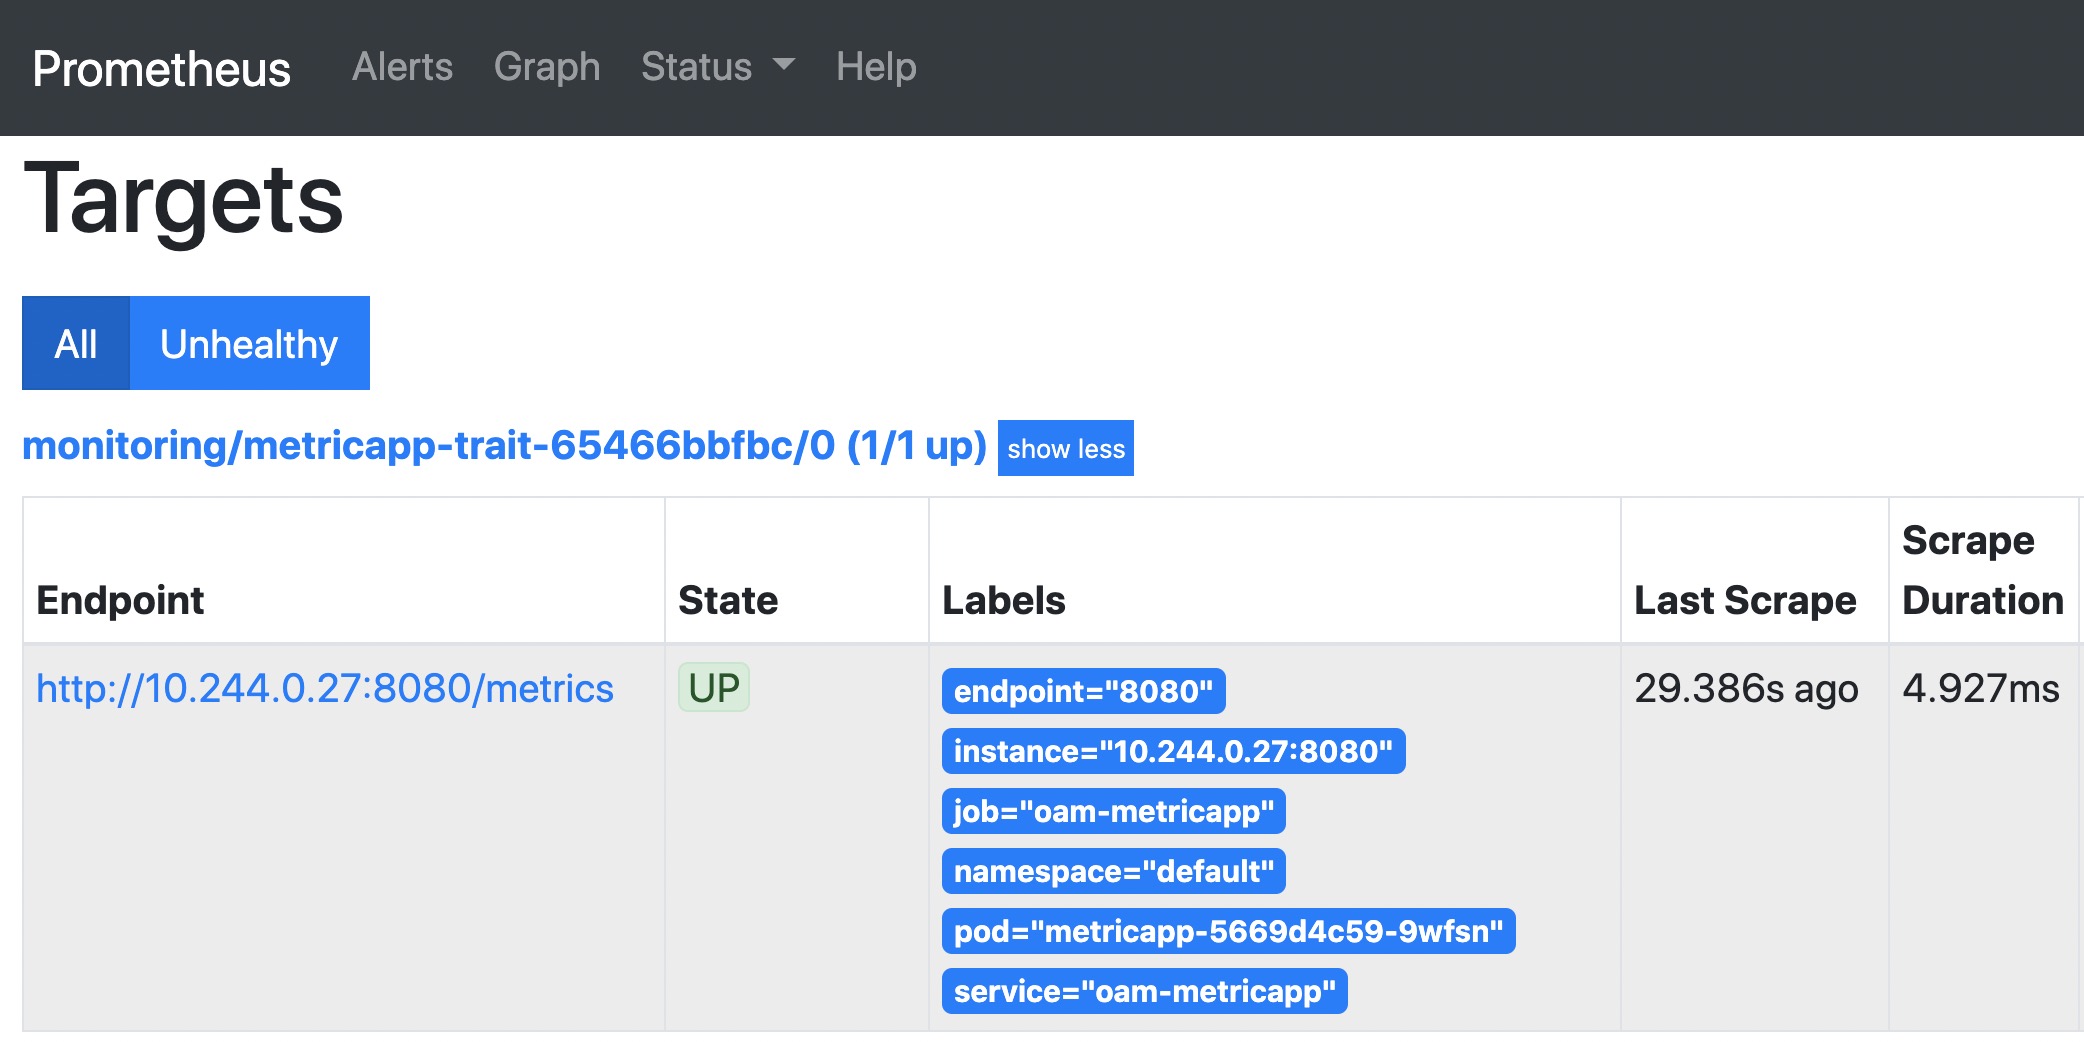 Prometheus Alerts Graph Status Help
Targets
All Unhealthy
monitoring/metricapp-trait-65466bbfbc/0 (1/1 up) show less
Endpoint State Labels Last Scrape Scrape Duration
http://10.244.0.27:8080/metrics UP endpoint="8080" 29.386s ago 4.927ms
instance="10.244.0.27:8080"
job="oam-metricapp"
namespace="default"
pod="metricapp-5669d4c59-9wfsn"
service="oam-metricapp"